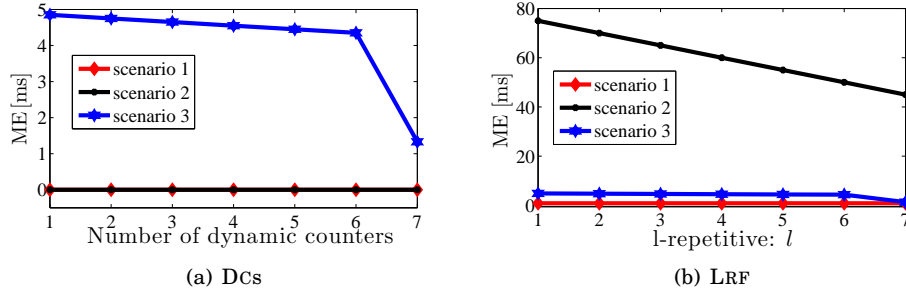 5
4
3
2
1
0
ME [ms]
scenario 1
scenario 2
scenario 3
1 2 3 4 5 6 7
Number of dynamic counters
(a) DCS
80
60
40
20
0
ME [ms]
scenario 1
scenario 2
scenario 3
1 2 3 4 5 6 7
l-repetitive: l
(b) LRF